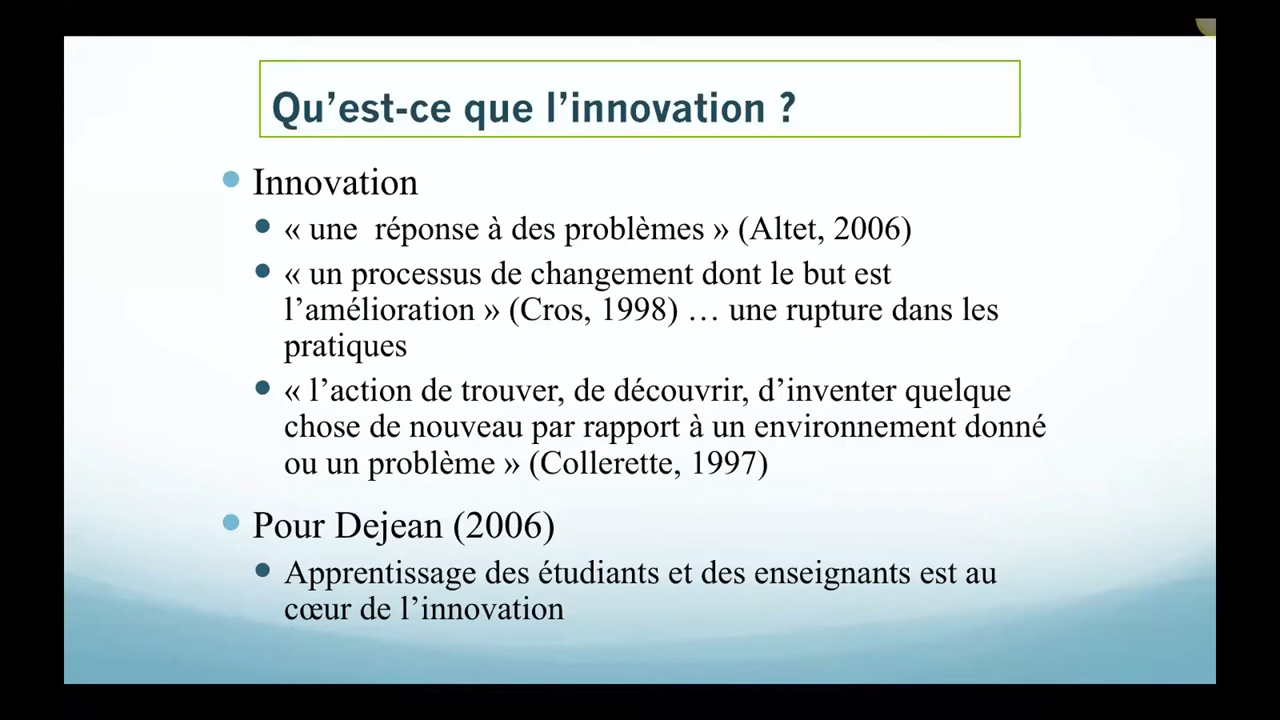 Qu’est-ce que l’innovation ?
Innovation
« une  réponse à des problèmes » (Altet, 2006)
« un processus de changement dont le but est
l’amélioration » (Cros, 1998) … une rupture dans les
pratiques
« l’action de trouver, de découvrir, d’inventer quelque
chose de nouveau par rapport à un environnement donné
ou un problème » (Collerette, 1997)
Pour Dejean (2006)
Apprentissage des étudiants et des enseignants est au
cœur de l’innovation